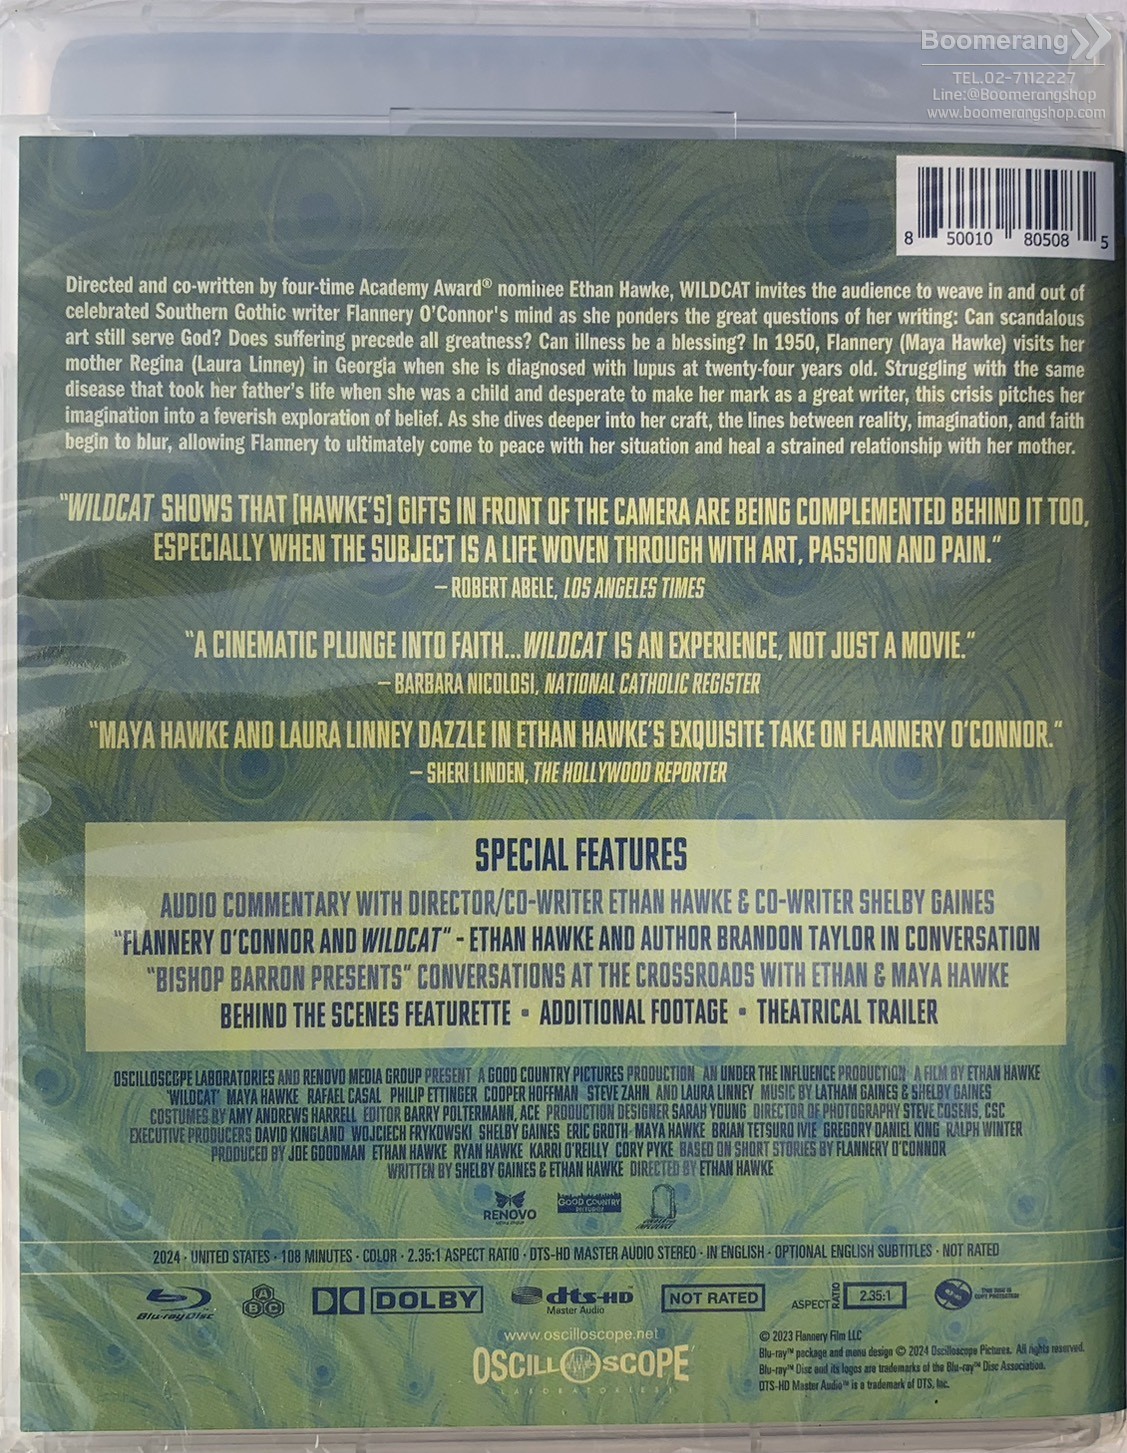 Boomerang
TEL.02-7112227
Line:@Boomerangshop
www.boomerangshop.com
8 50010 80508 5
Directed and co-written by four-time Academy Award® nominee Ethan Hawke, WILDCAT invites the audience to weave in and out of
celebrated Southern Gothic writer Flannery O'Connor's mind as she ponders the great questions of her writing: Can scandalous
art still serve God? Does suffering precede all greatness? Can illness be a blessing? In 1950, Flannery (Maya Hawke) visits her
mother Regina (Laura Linney) in Georgia when she is diagnosed with lupus at twenty-four years old. Struggling with the same
disease that took her father's life when she was a child and desperate to make her mark as a great writer, this crisis pitches her
imagination into a feverish exploration of belief. As she dives deeper into her craft, the lines between reality, imagination, and faith
begin to blur, allowing Flannery to ultimately come to peace with her situation and heal a strained relationship with her mother.
"WILDCAT SHOWS THAT [HAWKE'S] GIFTS IN FRONT OF THE CAMERA ARE BEING COMPLEMENTED BEHIND IT TOO,
ESPECIALLY WHEN THE SUBJECT IS A LIFE WOVEN THROUGH WITH ART, PASSION AND PAIN."
– ROBERT ABELE, LOS ANGELES TIMES
"A CINEMATIC PLUNGE INTO FAITH...WILDCAT IS AN EXPERIENCE, NOT JUST A MOVIE."
– BARBARA NICOLOSI, NATIONAL CATHOLIC REGISTER
"MAYA HAWKE AND LAURA LINNEY DAZZLE IN ETHAN HAWKE'S EXQUISITE TAKE ON FLANNERY O'CONNOR."
– SHERI LINDEN, THE HOLLYWOOD REPORTER
SPECIAL FEATURES
AUDIO COMMENTARY WITH DIRECTOR/CO-WRITER ETHAN HAWKE & CO-WRITER SHELBY GAINES
"FLANNERY O'CONNOR AND WILDCAT" - ETHAN HAWKE AND AUTHOR BRANDON TAYLOR IN CONVERSATION
"BISHOP BARRON PRESENTS" CONVERSATIONS AT THE CROSSROADS WITH ETHAN & MAYA HAWKE
BEHIND THE SCENES FEATURETTE ▪ ADDITIONAL FOOTAGE ▪ THEATRICAL TRAILER
OSCILLOSCOPE LABORATORIES AND RENOVO MEDIA GROUP PRESENT A GOOD COUNTRY PICTURES PRODUCTION AN UNDER THE INFLUENCE PRODUCTION A FILM BY ETHAN HAWKE
'WILDCAT' MAYA HAWKE RAFAEL CASAL PHILIP ETTINGER COOPER HOFFMAN STEVE ZAHN AND LAURA LINNEY MUSIC BY LATHAM GAINES & SHELBY GAINES
COSTUMES BY AMY ANDREWS HARRELL EDITOR BARRY POLTERMANN, ACE PRODUCTION DESIGNER SARAH YOUNG DIRECTOR OF PHOTOGRAPHY STEVE COSENS, CSC
EXECUTIVE PRODUCERS DAVID KINGLAND WOJCIECH FRYKOWSKI SHELBY GAINES ERIC GROTH MAYA HAWKE BRIAN TETSURO IVIE GREGORY DANIEL KING RALPH WINTER
PRODUCED BY JOE GOODMAN ETHAN HAWKE RYAN HAWKE KARRI O'REILLY CORY PYKE BASED ON SHORT STORIES BY FLANNERY O'CONNOR
WRITTEN BY SHELBY GAINES & ETHAN HAWKE DIRECTED BY ETHAN HAWKE
RENOVO
GOOD COUNTRY
PICTURES
2024 · UNITED STATES · 108 MINUTES · COLOR · 2.35:1 ASPECT RATIO · DTS-HD MASTER AUDIO STEREO · IN ENGLISH · OPTIONAL ENGLISH SUBTITLES · NOT RATED
Blu-ray Disc
A B C
DOLBY
dts-HD
Master Audio
NOT RATED
ASPECT RATIO 2.35:1
www.oscilloscope.net
OSCILLOSCOPE
LABORATORIES
© 2023 Flannery Film LLC
Blu-ray™ package and menu design © 2024 Oscilloscope Pictures. All rights reserved.
Blu-ray™ Disc and its logos are trademarks of the Blu-ray™ Disc Association.
DTS-HD Master Audio™ is a trademark of DTS, Inc.